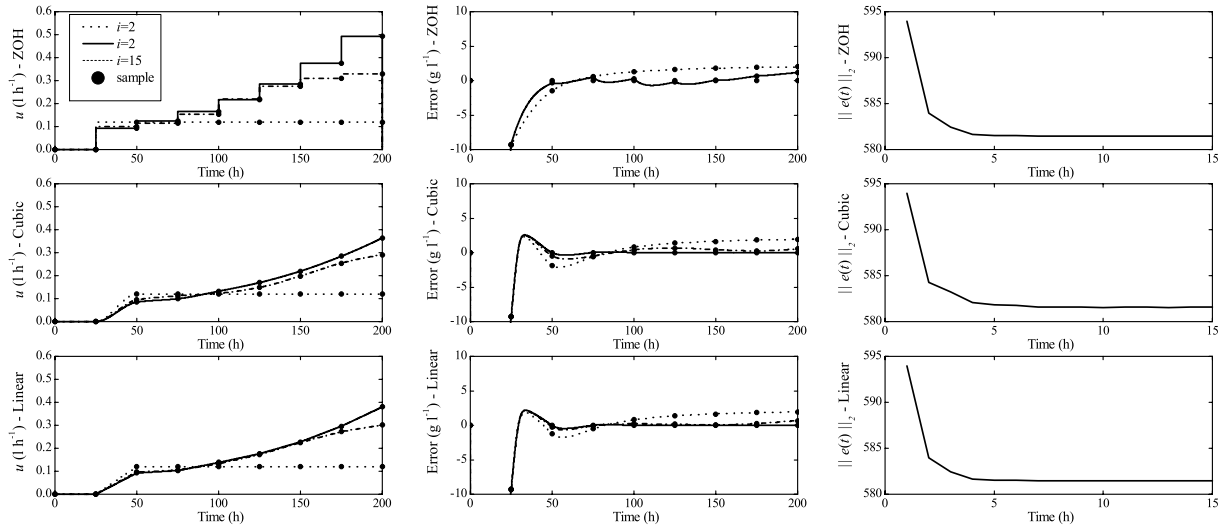 0.6
0.5
0.4
0.3
0.2
0.1
0.0
u (l h⁻¹) - ZOH
i=2
i=2
i=15
sample
0 50 100 150 200
Time (h)
10
5
0
-5
-10
Error (g l⁻¹) - ZOH
0 50 100 150 200
Time (h)
595
590
585
580
|| e(t) ||₂ - ZOH
0 5 10 15
Time (h)
0.6
0.5
0.4
0.3
0.2
0.1
0.0
u (l h⁻¹) - Cubic
0 50 100 150 200
Time (h)
10
5
0
-5
-10
Error (g l⁻¹) - Cubic
0 50 100 150 200
Time (h)
595
590
585
580
|| e(t) ||₂ - Cubic
0 5 10 15
Time (h)
0.6
0.5
0.4
0.3
0.2
0.1
0.0
u (l h⁻¹) - Linear
0 50 100 150 200
Time (h)
10
5
0
-5
-10
Error (g l⁻¹) - Linear
0 50 100 150 200
Time (h)
595
590
585
580
|| e(t) ||₂ - Linear
0 5 10 15
Time (h)